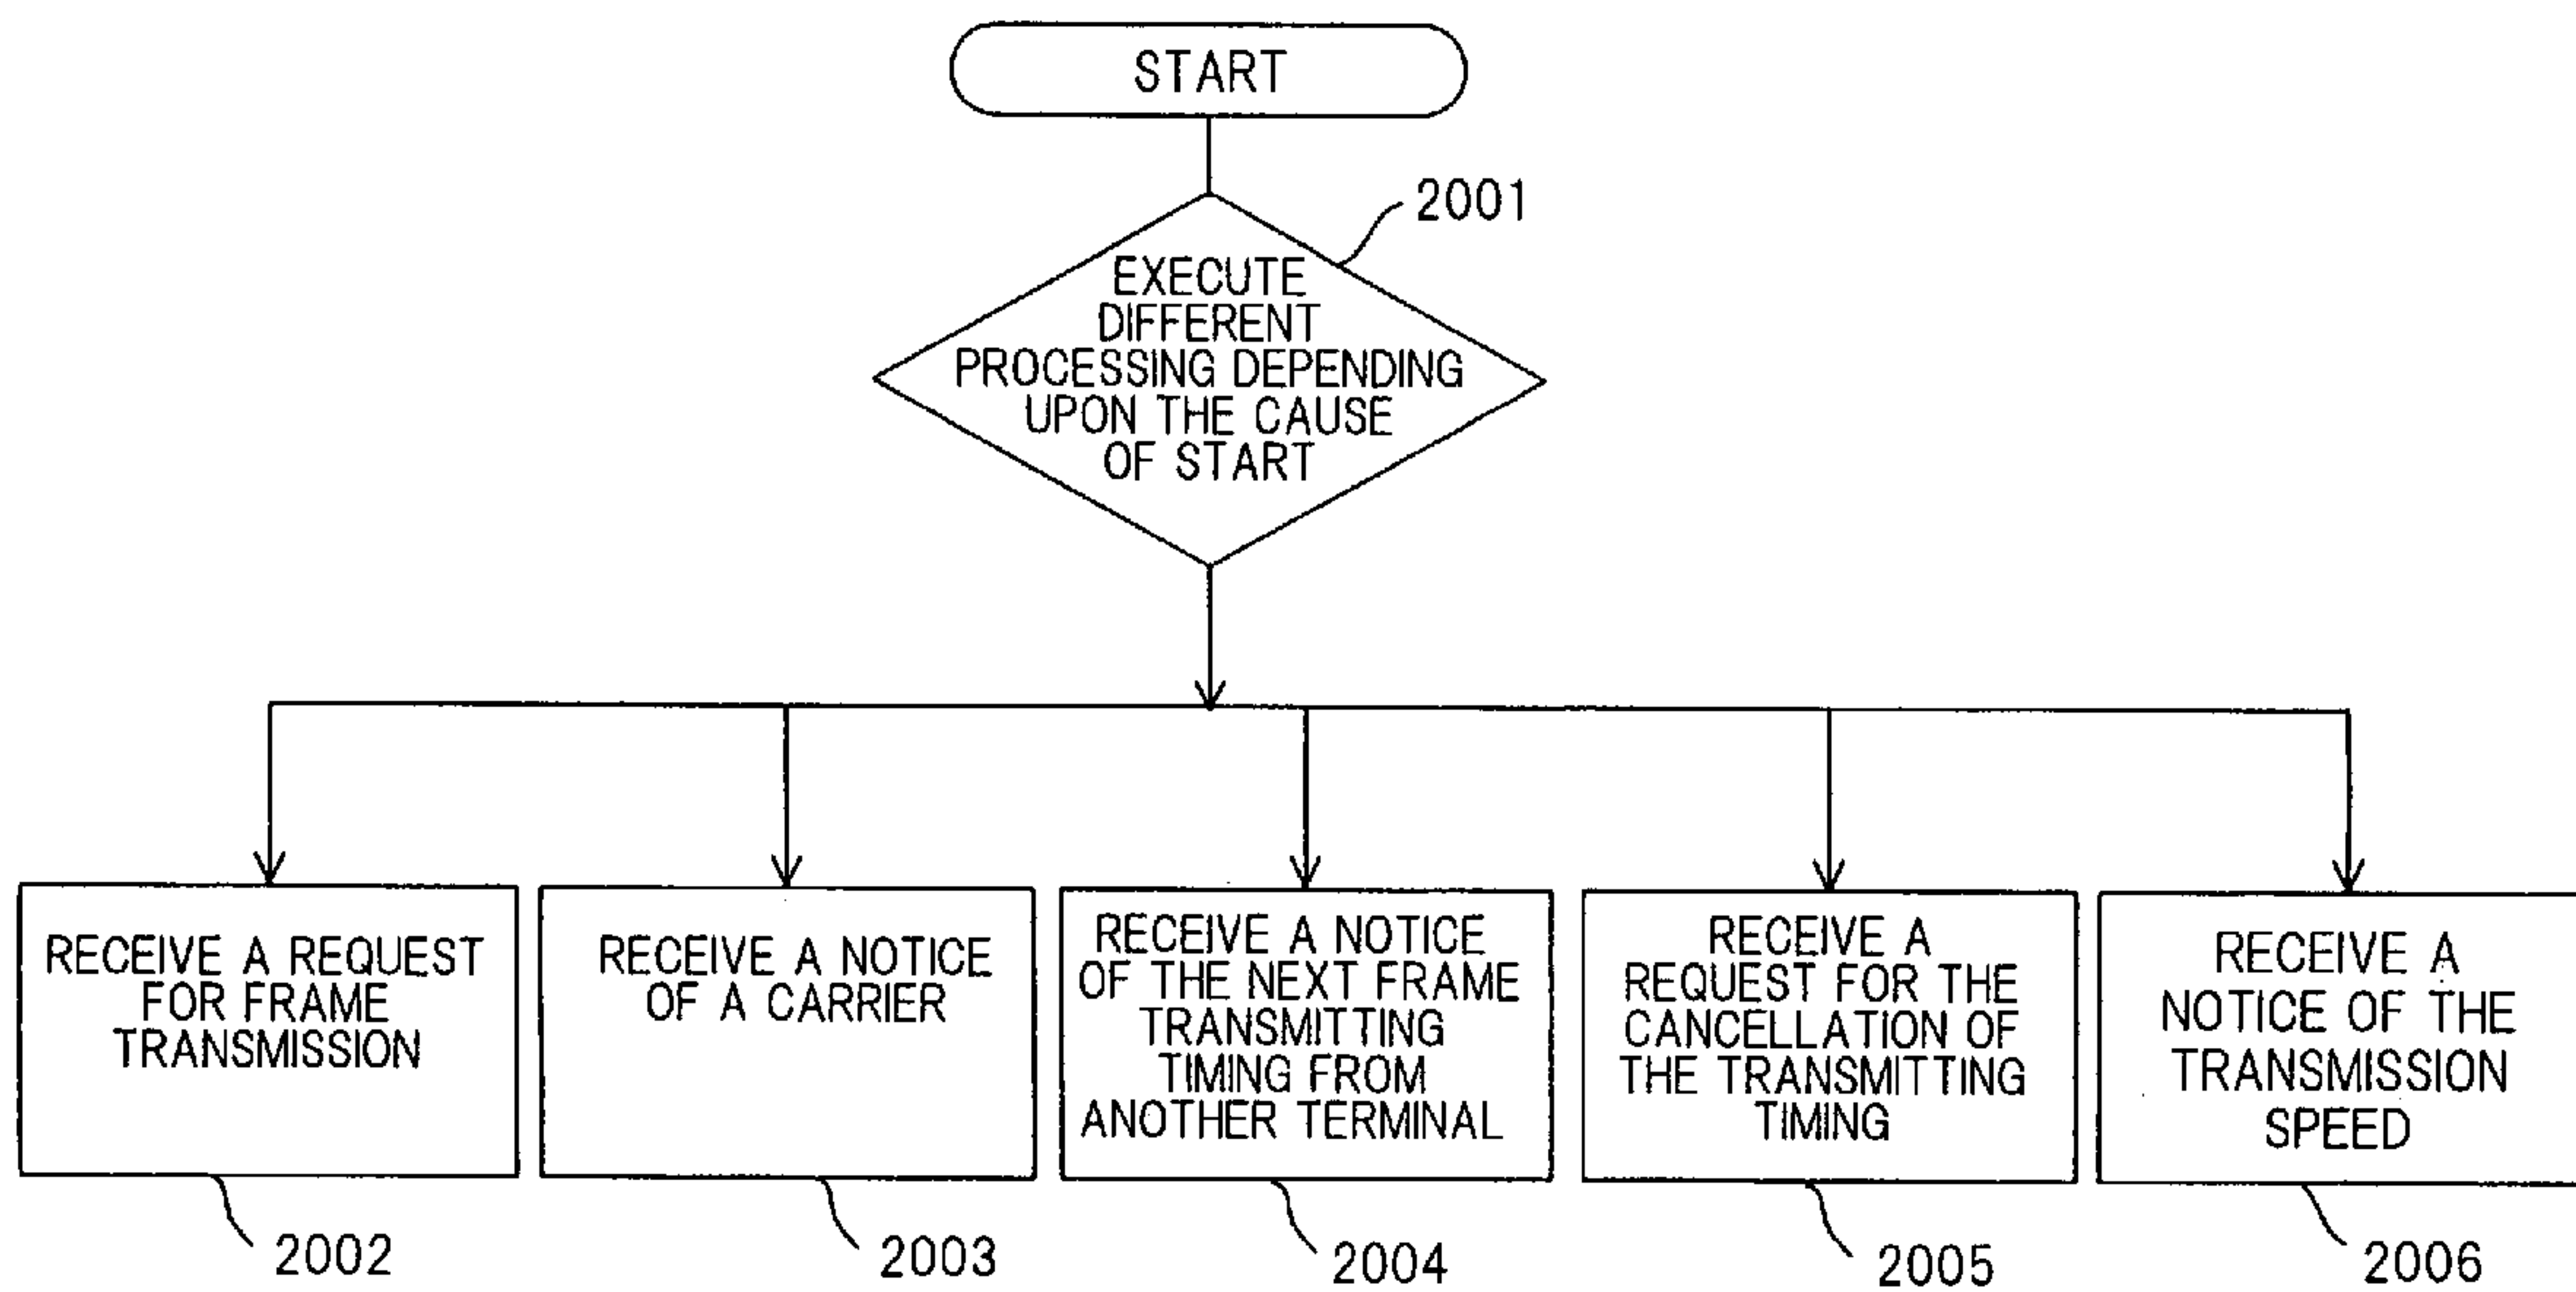 START
2001
EXECUTE
DIFFERENT
PROCESSING DEPENDING
UPON THE CAUSE
OF START
RECEIVE A REQUEST
FOR FRAME
TRANSMISSION
2002
RECEIVE A NOTICE
OF A CARRIER
2003
RECEIVE A NOTICE
OF THE NEXT FRAME
TRANSMITTING
TIMING FROM
ANOTHER TERMINAL
2004
RECEIVE A
REQUEST FOR THE
CANCELLATION OF
THE TRANSMITTING
TIMING
2005
RECEIVE A
NOTICE OF THE
TRANSMISSION
SPEED
2006